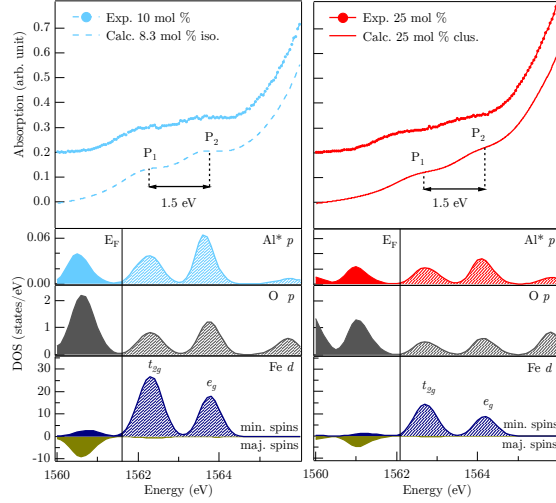 Exp. 10 mol %
Calc. 8.3 mol % iso.
Exp. 25 mol %
Calc. 25 mol % clus.
Absorption (arb. unit)
0.8
0.7
0.6
0.5
0.4
0.3
0.2
0.1
0.0
P1
P2
1.5 eV
P1
P2
1.5 eV
DOS (states/eV)
0.06
0.00
EF
Al* p
EF
Al* p
2
1
0
O p
O p
30
20
10
0
-10
t2g
eg
Fe d
min. spins
maj. spins
t2g
eg
Fe d
min. spins
maj. spins
1560
1562
1564
1560
1562
1564
Energy (eV)
Energy (eV)